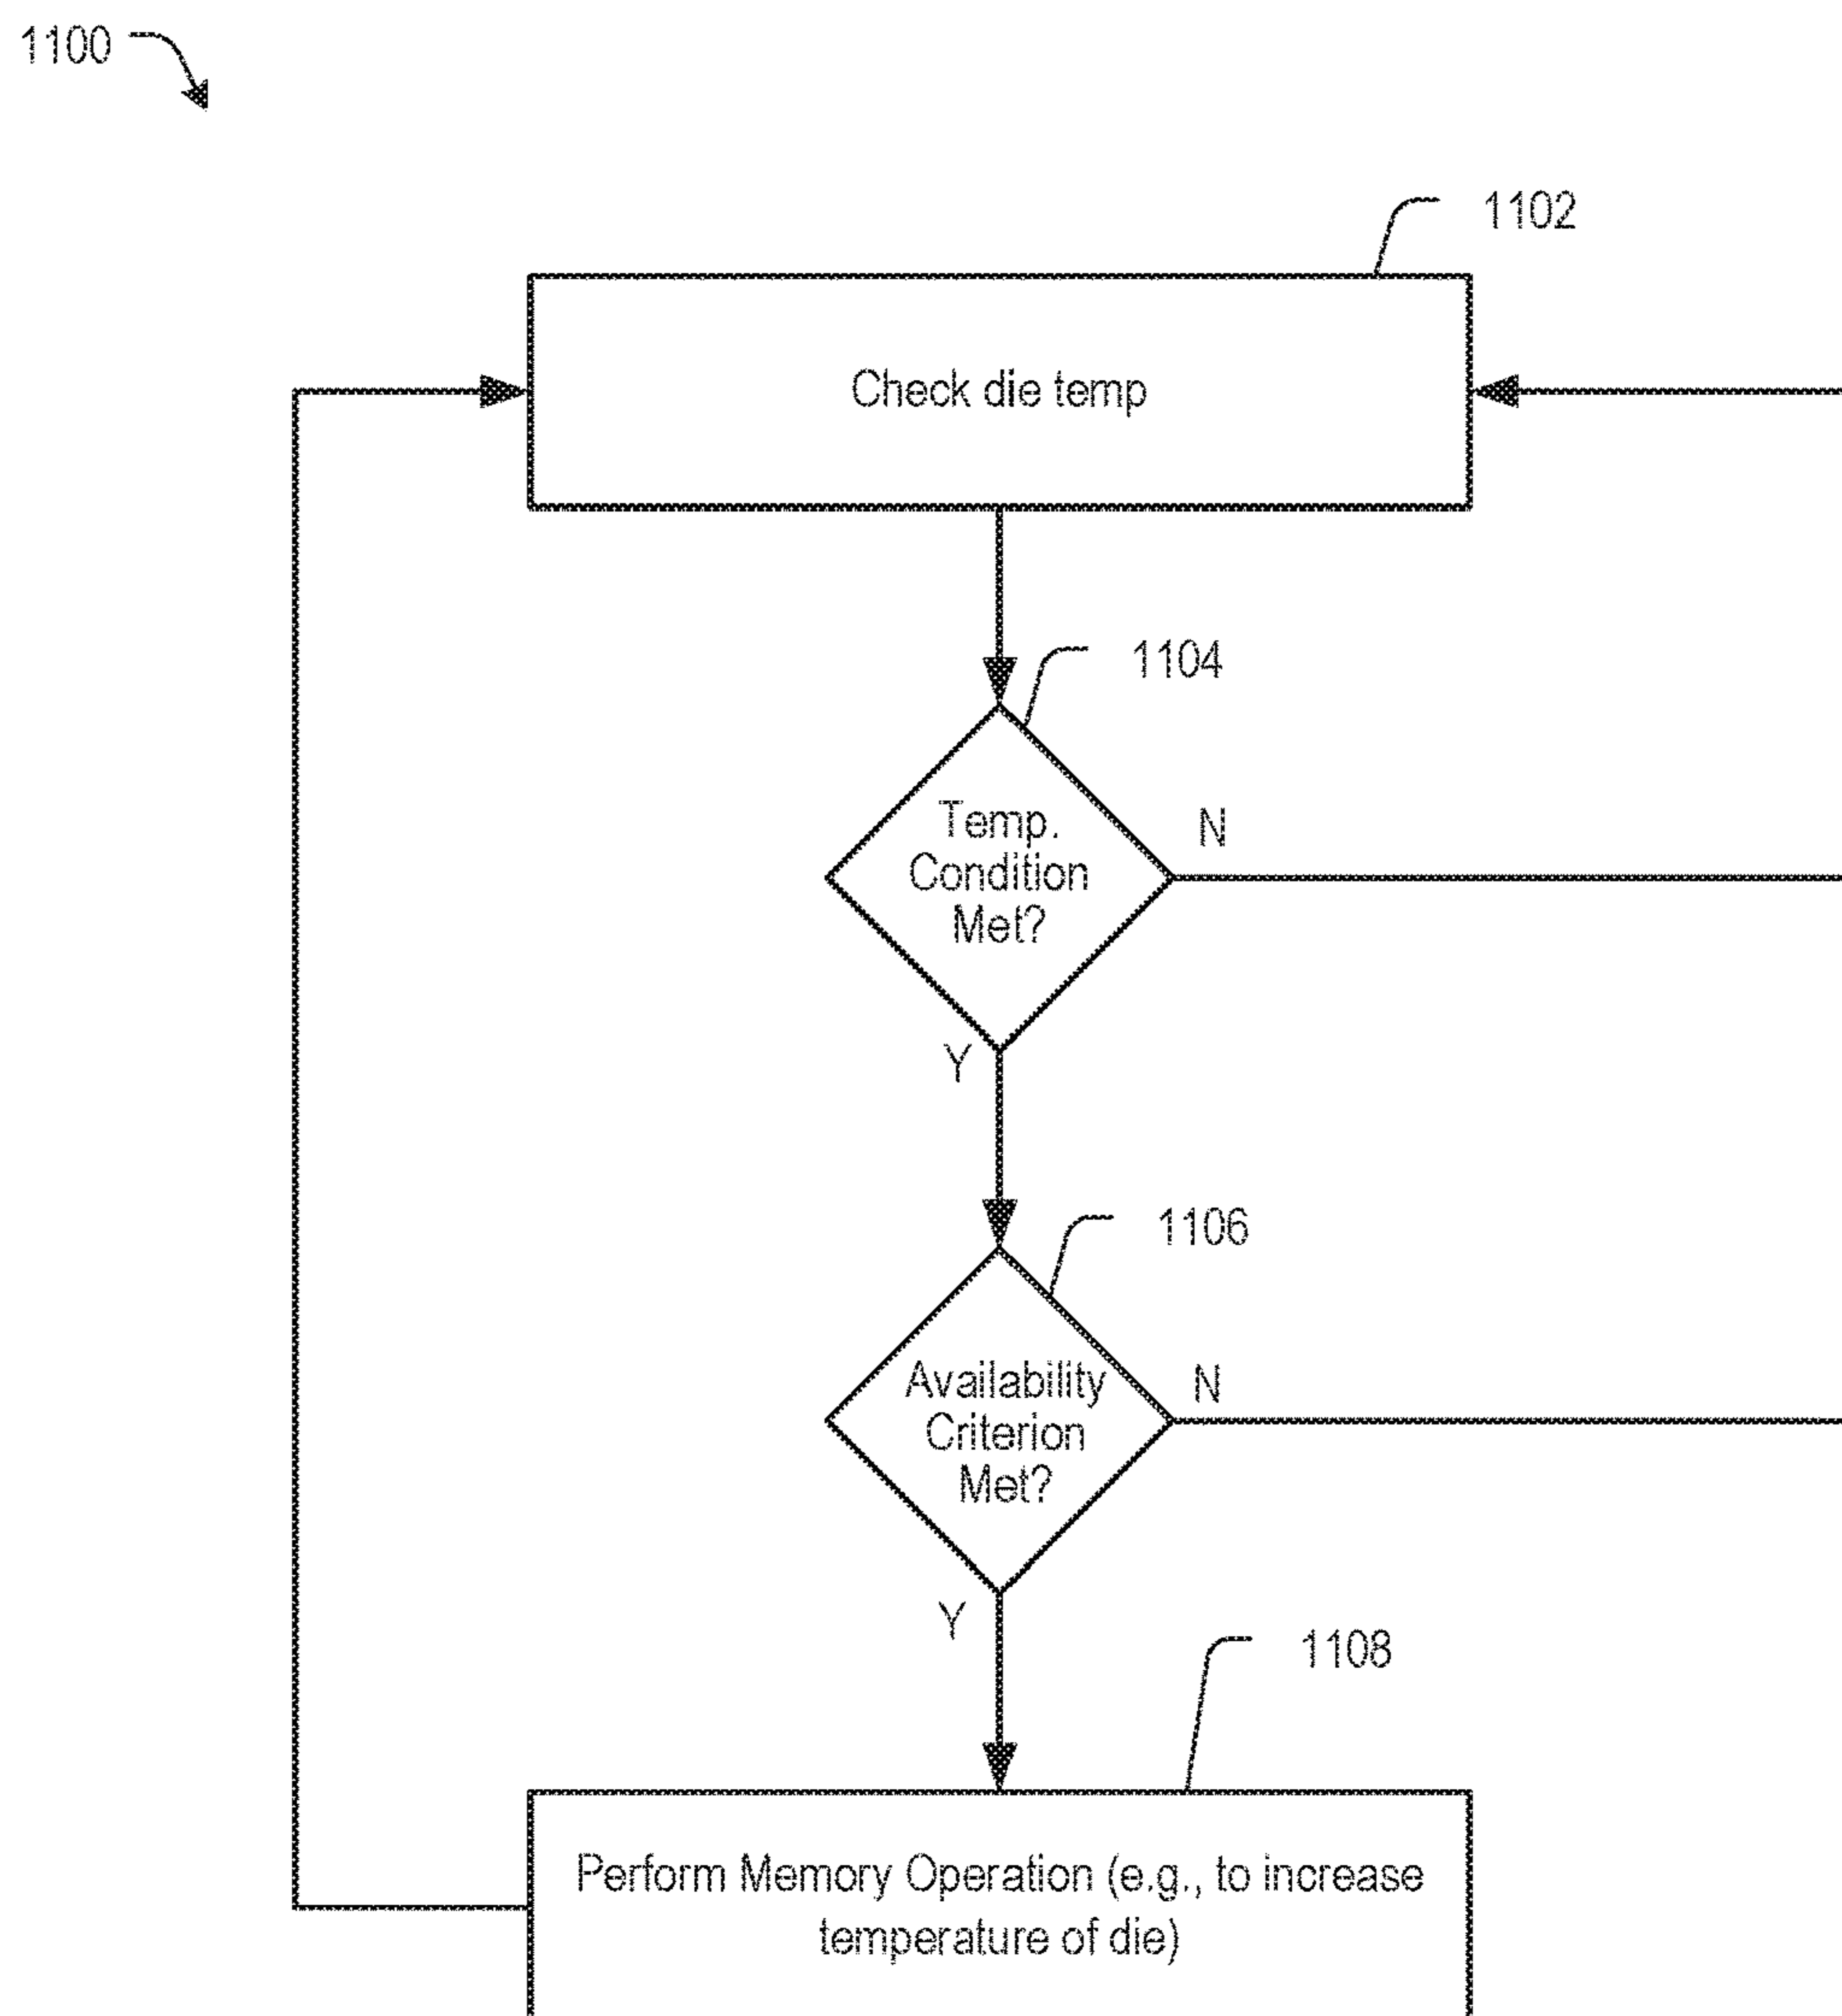 1100
1102
Check die temp
1104
Temp.
Condition
Met?
N
Y
1106
Availability
Criterion
Met?
N
Y
1108
Perform Memory Operation (e.g., to increase
temperature of die)